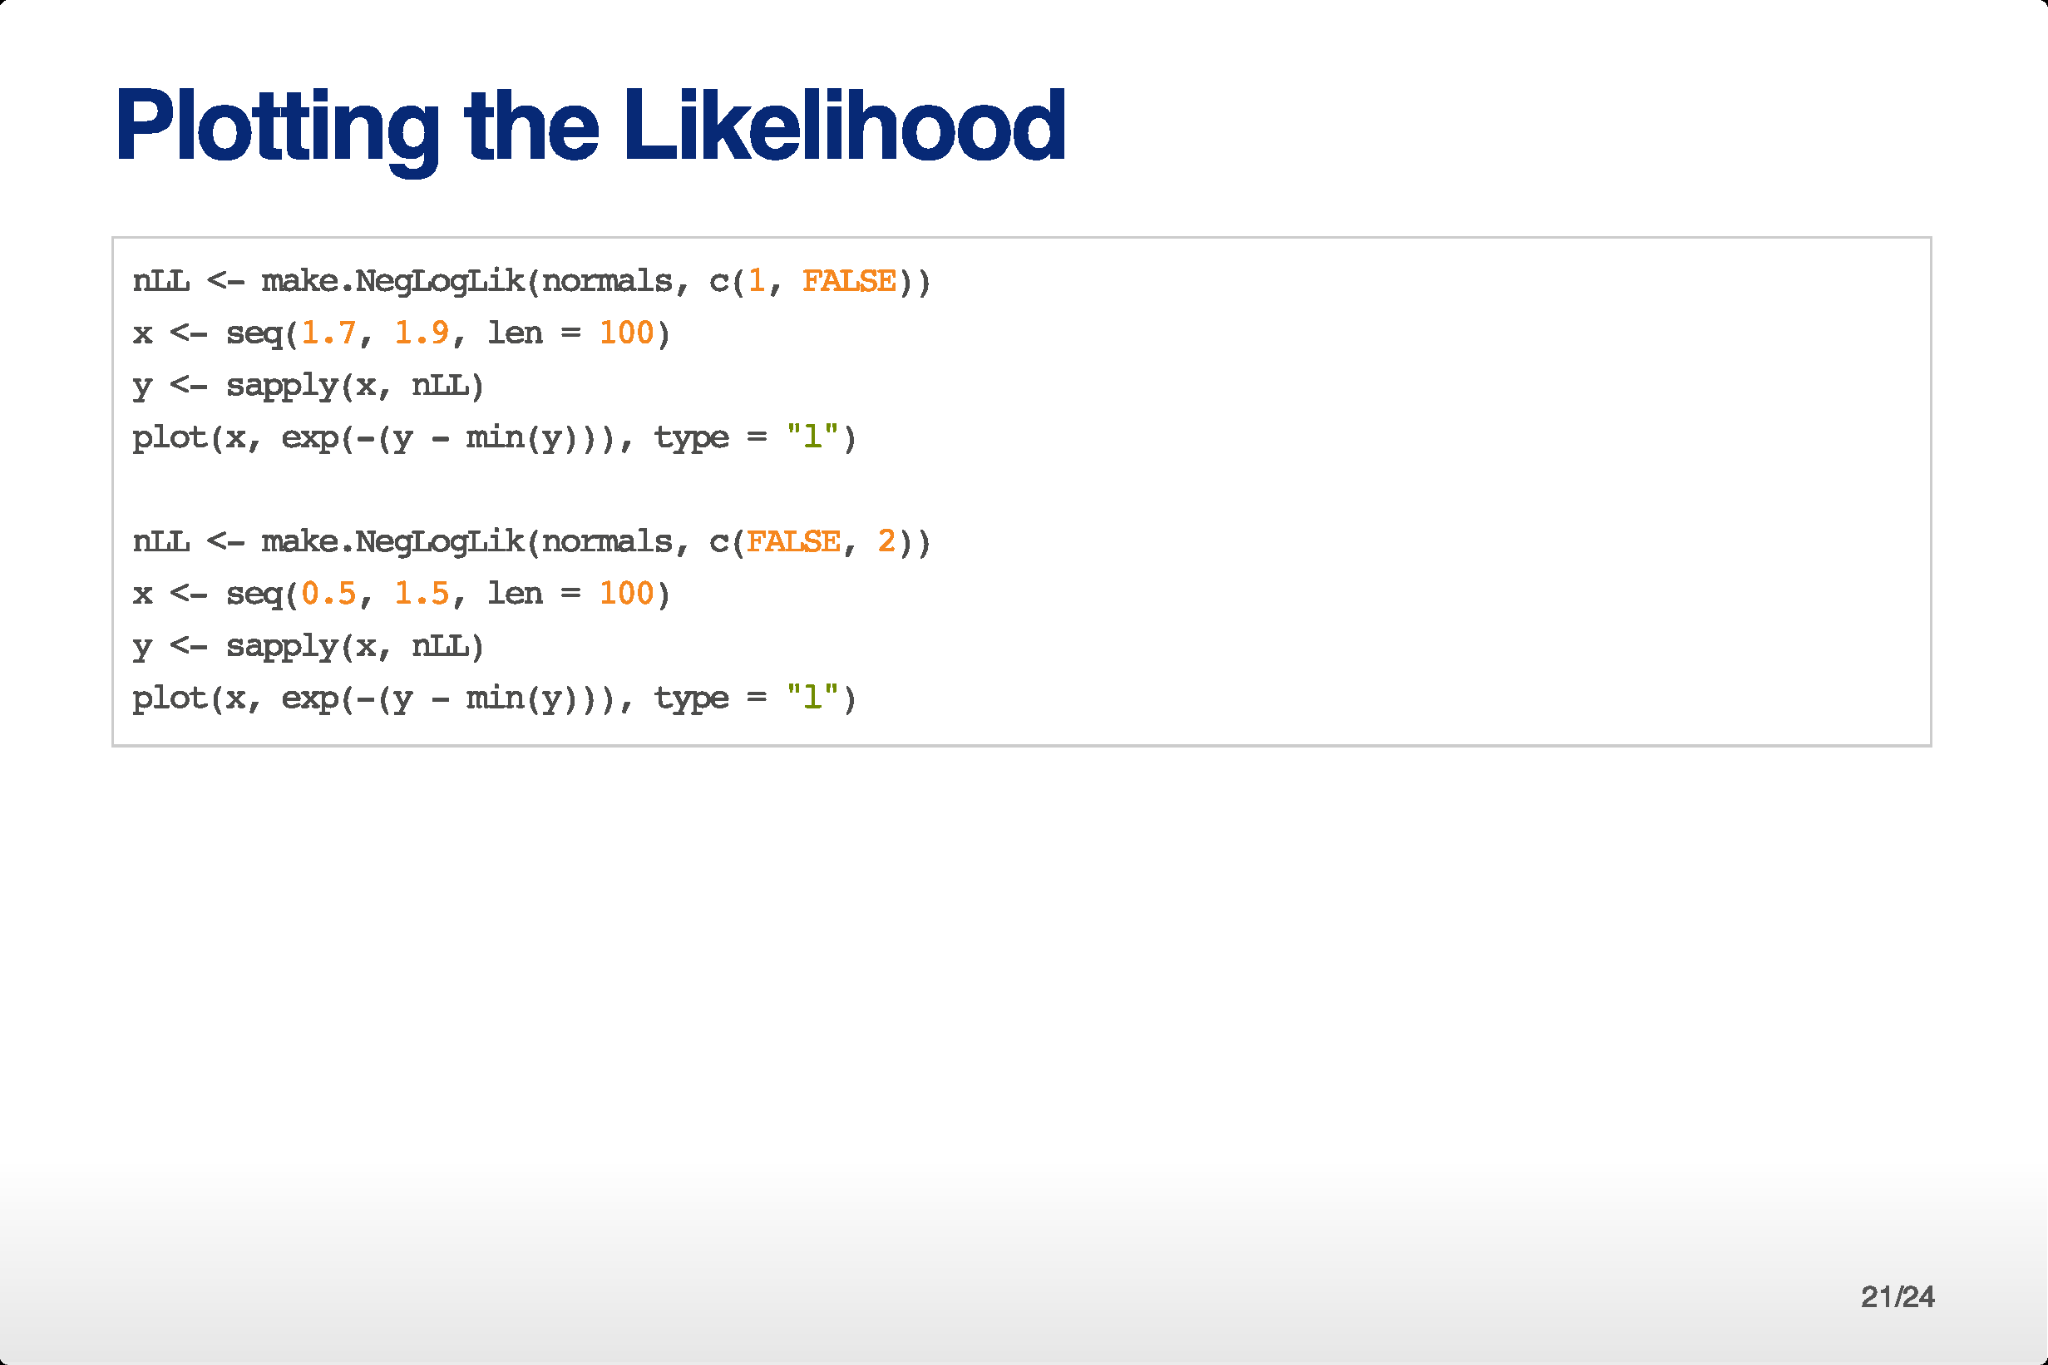 Plotting the Likelihood
nLL <- make.NegLogLik(normals, c(1, FALSE))
x <- seq(1.7, 1.9, len = 100)
y <- sapply(x, nLL)
plot(x, exp(-(y - min(y))), type = "l")
nLL <- make.NegLogLik(normals, c(FALSE, 2))
x <- seq(0.5, 1.5, len = 100)
y <- sapply(x, nLL)
plot(x, exp(-(y - min(y))), type = "l")
21/24